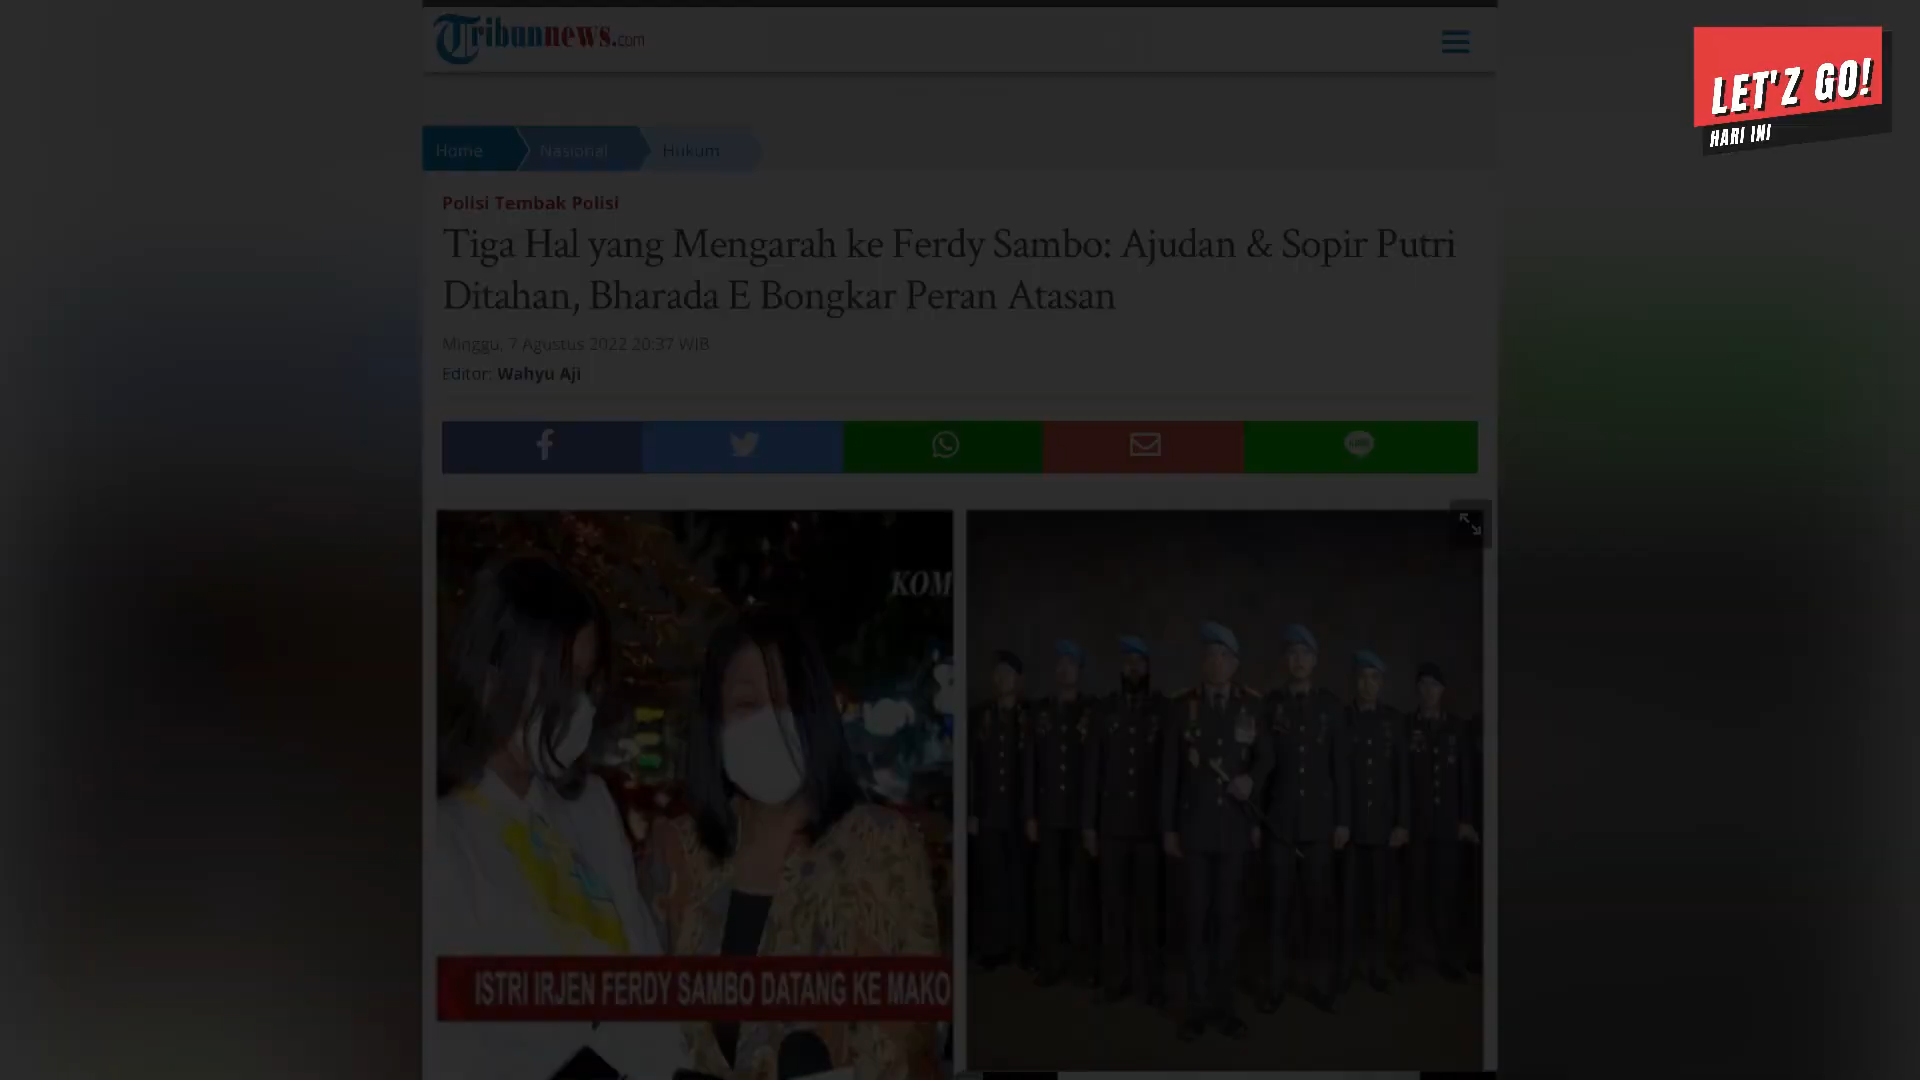 Tribunnews.com
LET'Z GO!
HARI INI
Home Nasional Hukum
Polisi Tembak Polisi
Tiga Hal yang Mengarah ke Ferdy Sambo: Ajudan & Sopir Putri
Ditahan, Bharada E Bongkar Peran Atasan
Minggu, 7 Agustus 2022 20:37 WIB
Editor: Wahyu Aji
KOM
ISTRI IRJEN FERDY SAMBO DATANG KE MAKO